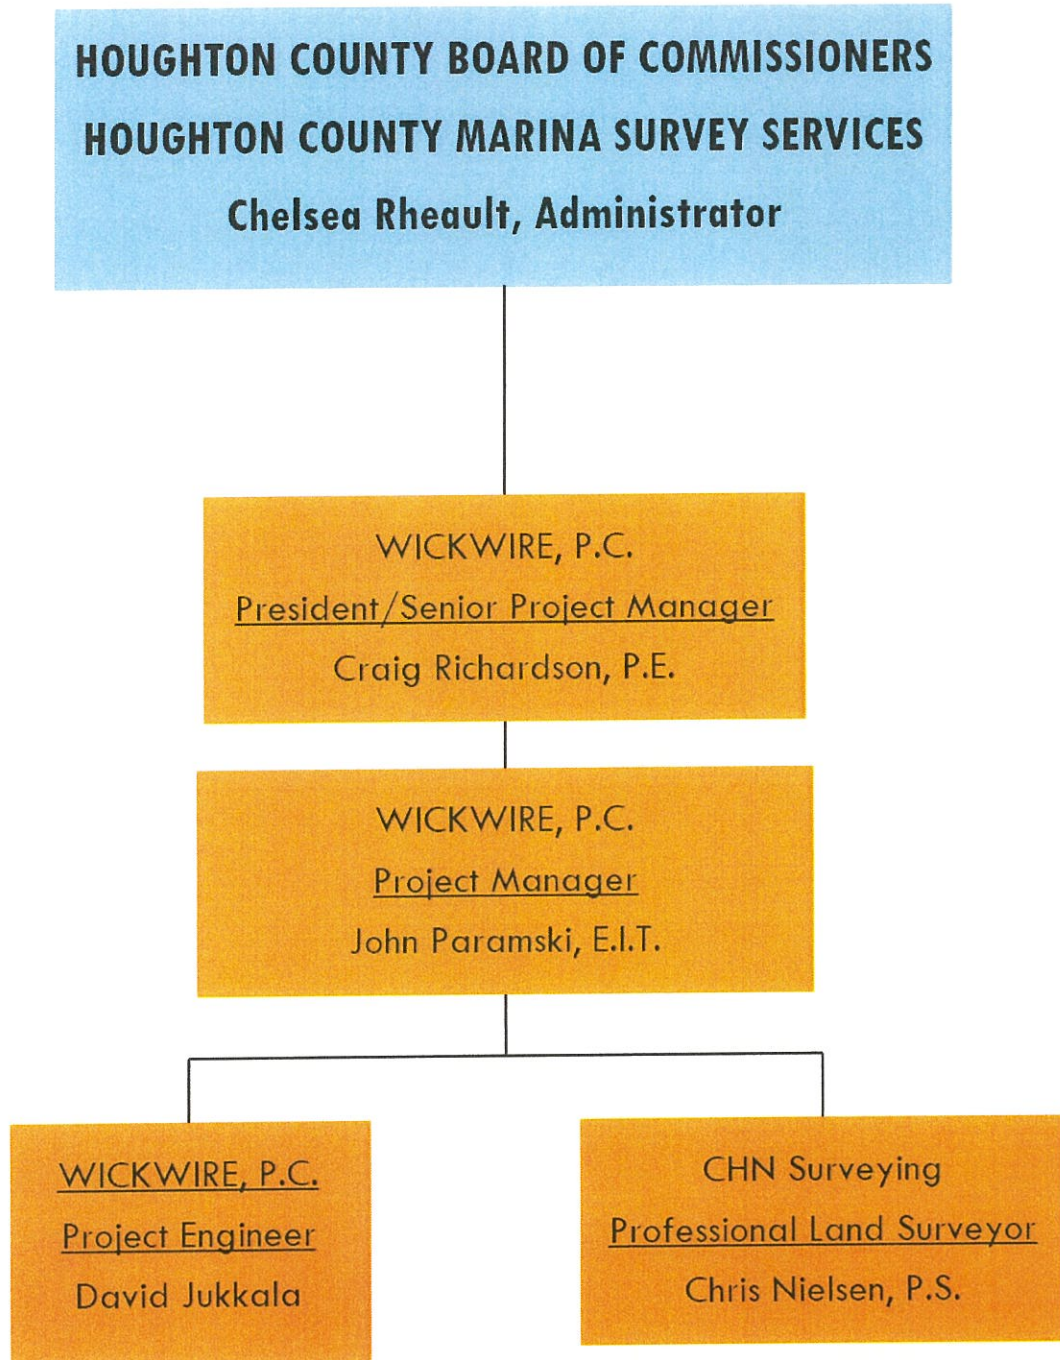 HOUGHTON COUNTY BOARD OF COMMISSIONERS
HOUGHTON COUNTY MARINA SURVEY SERVICES
Chelsea Rheault, Administrator
WICKWIRE, P.C.
President/Senior Project Manager
Craig Richardson, P.E.
WICKWIRE, P.C.
Project Manager
John Paramski, E.I.T.
WICKWIRE, P.C.
Project Engineer
David Jukkala
CHN Surveying
Professional Land Surveyor
Chris Nielsen, P.S.